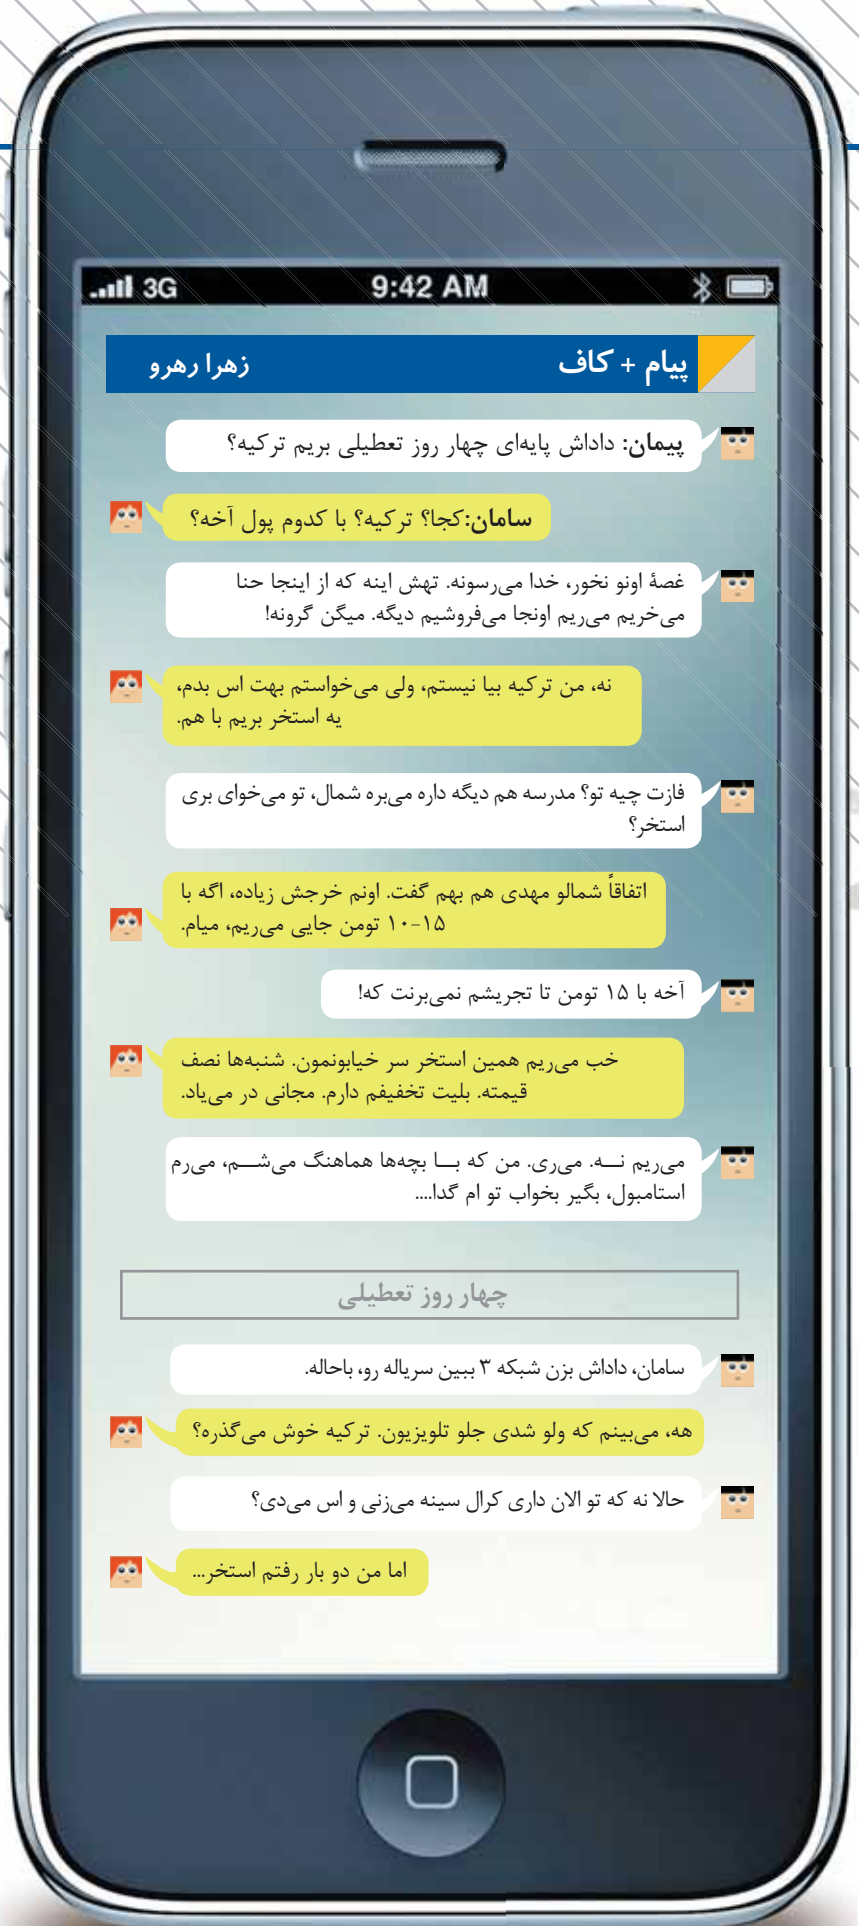 3G 9:42 AM
پیام + کاف
زهرا رهرو
پیمان: داداش پایه‌ای چهار روز تعطیلی بریم ترکیه؟
سامان:کجا؟ ترکیه؟ با کدوم پول آخه؟
غصهٔ اونو نخور، خدا می‌رسونه. تهش اینه که از اینجا حنا
می‌خریم می‌ریم اونجا می‌فروشیم دیگه. میگن گرونه!
نه، من ترکیه بیا نیستم، ولی می‌خواستم بهت اس بدم،
یه استخر بریم با هم.
فازت چیه تو؟ مدرسه هم دیگه داره می‌بره شمال، تو می‌خوای بری
استخر؟
اتفاقاً شمالو مهدی هم بهم گفت. اونم خرجش زیاده، اگه با
۱۰-۱۵ تومن جایی می‌ریم، میام.
آخه با ۱۵ تومن تا تجریشم نمی‌برنت که!
خب می‌ریم همین استخر سر خیابونمون. شنبه‌ها نصف
قیمته. بلیت تخفیفم دارم. مجانی در می‌یاد.
می‌ریم نــه. می‌ری. من که بــا بچه‌ها هماهنگ می‌شــم، می‌رم
استامبول، بگیر بخواب تو ام گدا....
چهار روز تعطیلی
سامان، داداش بزن شبکه ۳ ببین سریاله رو، باحاله.
هه، می‌بینم که ولو شدی جلو تلویزیون. ترکیه خوش می‌گذره؟
حالا نه که تو الان داری کرال سینه می‌زنی و اس می‌دی؟
اما من دو بار رفتم استخر...